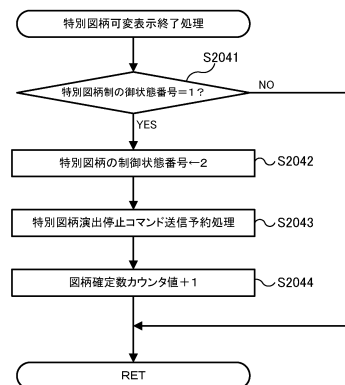 特別図柄可変表示終了処理
S2041
特別図柄制の御状態番号＝1？
NO
YES
特別図柄の制御状態番号←2
S2042
特別図柄演出停止コマンド送信予約処理
S2043
図柄確定数カウンタ値＋1
S2044
RET